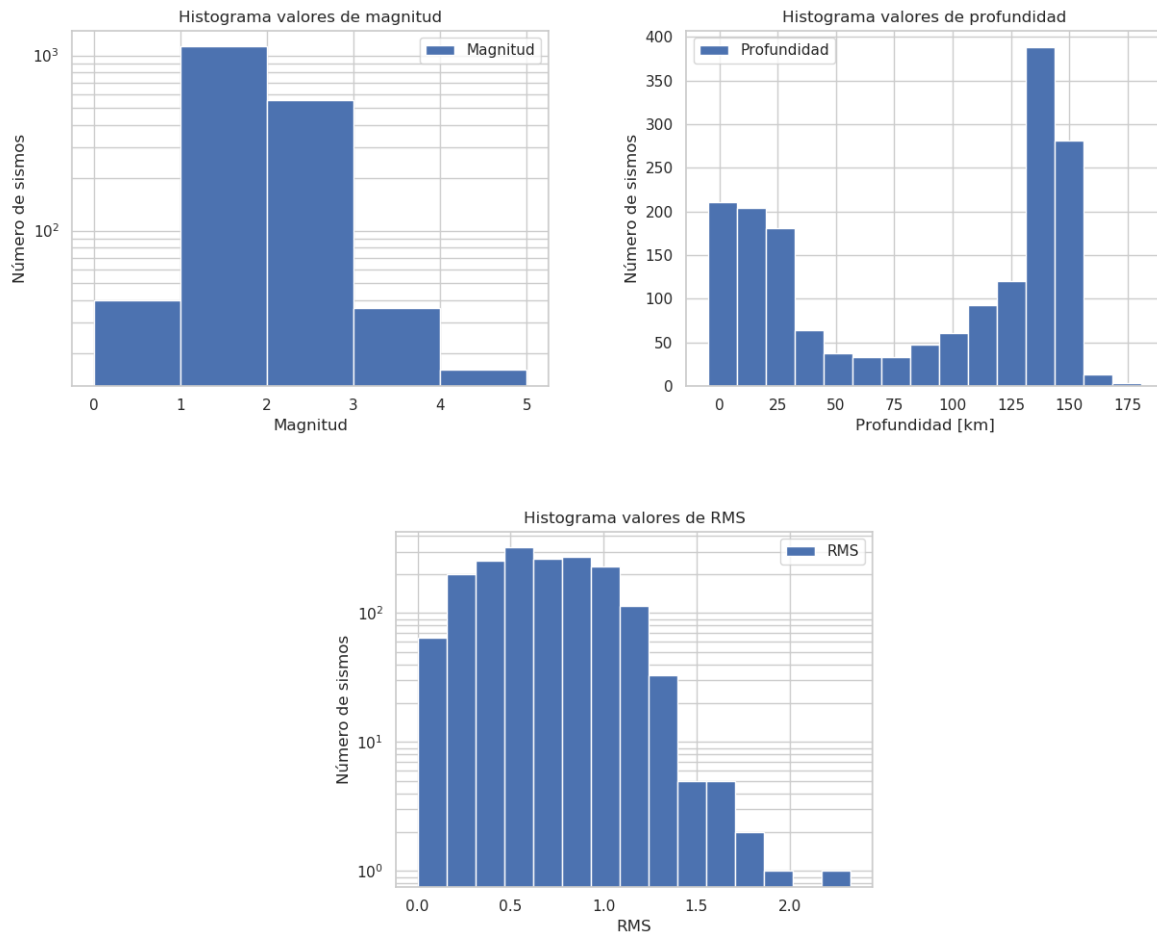 Histograma valores de magnitud
Magnitud
Número de sismos
10³
10²
0 1 2 3 4 5
Magnitud
Histograma valores de profundidad
Profundidad
Número de sismos
400
350
300
250
200
150
100
50
0
0 25 50 75 100 125 150 175
Profundidad [km]
Histograma valores de RMS
RMS
Número de sismos
10²
10¹
10⁰
0.0 0.5 1.0 1.5 2.0
RMS